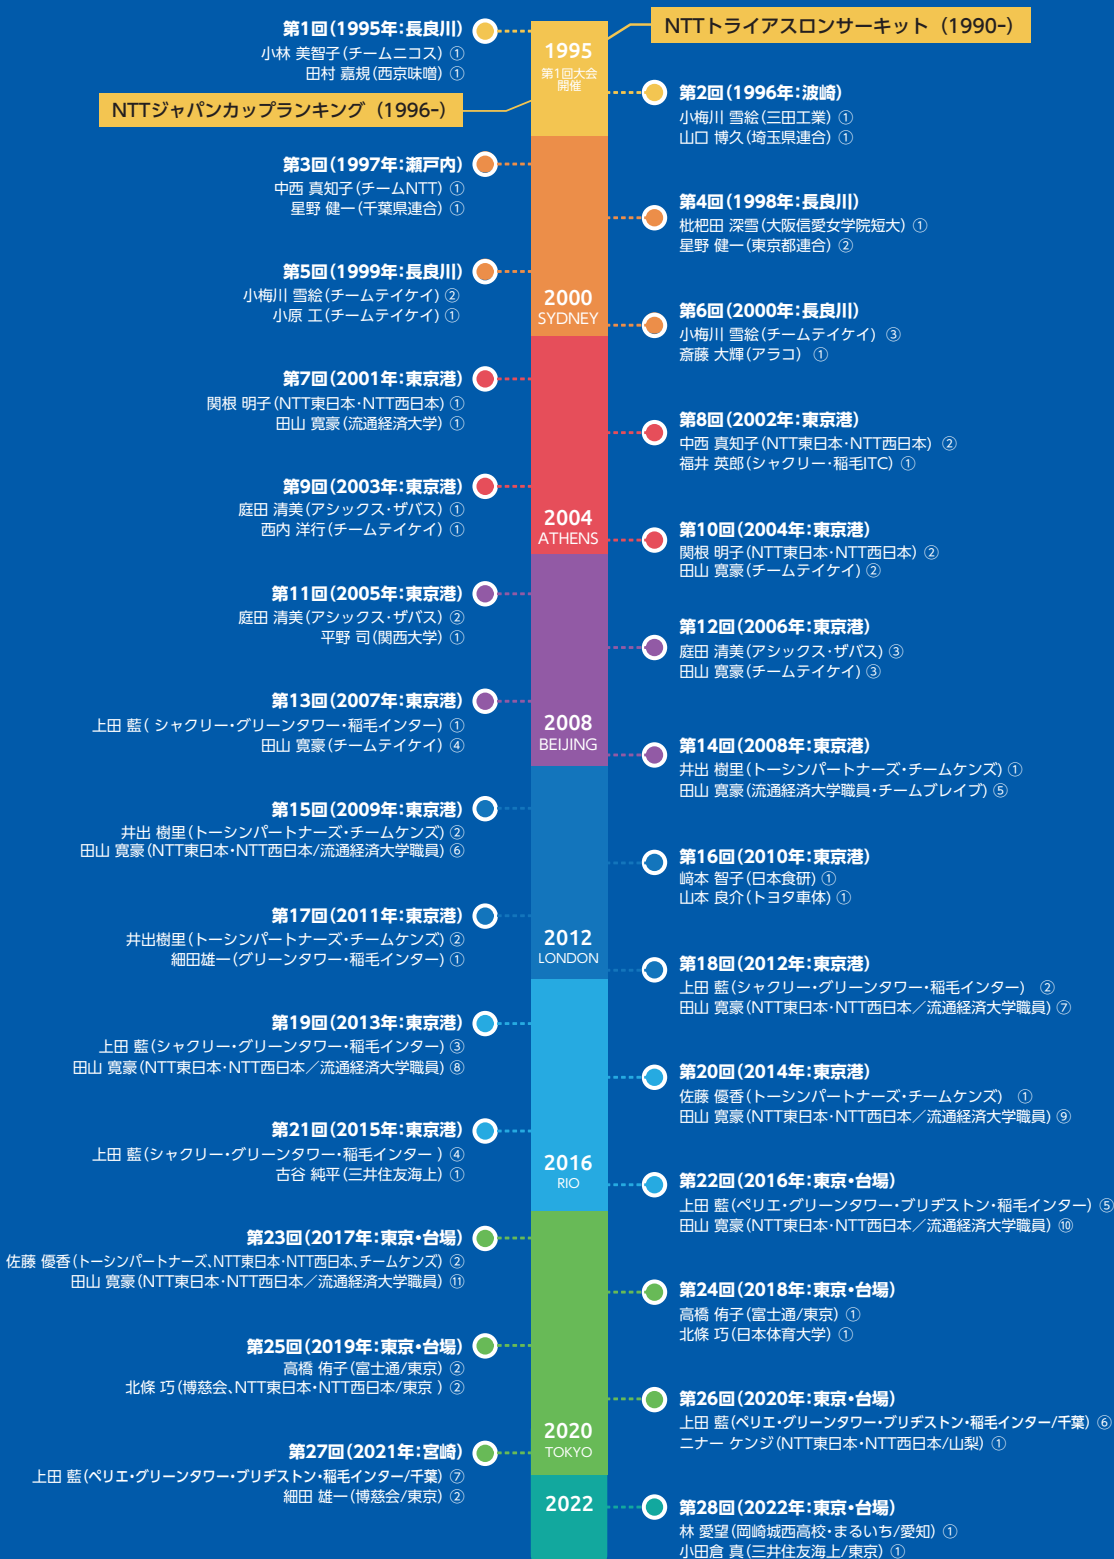 NTTトライアスロンサーキット（1990-）
第1回（1995年：長良川）
小林 美智子（チームニコス）①
田村 嘉規（西京味噌）①
1995
第1回大会
開催
第2回（1996年：波崎）
小梅川 雪絵（三田工業）①
山口 博久（埼玉県連合）①
NTTジャパンカップランキング（1996-）
第3回（1997年：瀬戸内）
中西 真知子（チームNTT）①
星野 健一（千葉県連合）①
第4回（1998年：長良川）
枇杷田 深雪（大阪信愛女学院短大）①
星野 健一（東京都連合）②
第5回（1999年：長良川）
小梅川 雪絵（チームテイケイ）②
小原 工（チームテイケイ）①
2000
SYDNEY
第6回（2000年：長良川）
小梅川 雪絵（チームテイケイ）③
斎藤 大輝（アラコ）①
第7回（2001年：東京港）
関根 明子（NTT東日本・NTT西日本）①
田山 寛豪（流通経済大学）①
第8回（2002年：東京港）
中西 真知子（NTT東日本・NTT西日本）②
福井 英郎（シャクリー・稲毛ITC）①
第9回（2003年：東京港）
庭田 清美（アシックス・ザバス）①
西内 洋行（チームテイケイ）①
2004
ATHENS
第10回（2004年：東京港）
関根 明子（NTT東日本・NTT西日本）②
田山 寛豪（チームテイケイ）②
第11回（2005年：東京港）
庭田 清美（アシックス・ザバス）②
平野 司（関西大学）①
第12回（2006年：東京港）
庭田 清美（アシックス・ザバス）③
田山 寛豪（チームテイケイ）③
第13回（2007年：東京港）
上田 藍（ シャクリー・グリーンタワー・稲毛インター）①
田山 寛豪（チームテイケイ）④
2008
BEIJING
第14回（2008年：東京港）
井出 樹里（トーシンパートナーズ・チームケンズ）①
田山 寛豪（流通経済大学職員・チームブレイブ）⑤
第15回（2009年：東京港）
井出 樹里（トーシンパートナーズ・チームケンズ）②
田山 寛豪（NTT東日本・NTT西日本/流通経済大学職員）⑥
第16回（2010年：東京港）
﨑本 智子（日本食研）①
山本 良介（トヨタ車体）①
第17回（2011年：東京港）
井出樹里（トーシンパートナーズ・チームケンズ）②
細田雄一（グリーンタワー・稲毛インター）①
2012
LONDON
第18回（2012年：東京港）
上田 藍（シャクリー・グリーンタワー・稲毛インター） ②
田山 寛豪（NTT東日本・NTT西日本／流通経済大学職員）⑦
第19回（2013年：東京港）
上田 藍（シャクリー・グリーンタワー・稲毛インター）③
田山 寛豪（NTT東日本・NTT西日本／流通経済大学職員）⑧
第20回（2014年：東京港）
佐藤 優香（トーシンパートナーズ・チームケンズ） ①
田山 寛豪（NTT東日本・NTT西日本／流通経済大学職員）⑨
第21回（2015年：東京港）
上田 藍（シャクリー・グリーンタワー・稲毛インター ）④
古谷 純平（三井住友海上）①
2016
RIO
第22回（2016年：東京・台場）
上田 藍（ペリエ・グリーンタワー・ブリヂストン・稲毛インター）⑤
田山 寛豪（NTT東日本・NTT西日本／流通経済大学職員）⑩
第23回（2017年：東京・台場）
佐藤 優香（トーシンパートナーズ、NTT東日本・NTT西日本、チームケンズ）②
田山 寛豪（NTT東日本・NTT西日本／流通経済大学職員）⑪
第24回（2018年：東京・台場）
高橋 侑子（富士通/東京）①
北條 巧（日本体育大学）①
第25回（2019年：東京・台場）
高橋 侑子（富士通/東京）②
北條 巧（博慈会、NTT東日本・NTT西日本/東京 ）②
第26回（2020年：東京・台場）
上田 藍（ペリエ・グリーンタワー・ブリヂストン・稲毛インター/千葉）⑥
ニナー ケンジ（NTT東日本・NTT西日本/山梨）①
2020
TOKYO
第27回（2021年：宮崎）
上田 藍（ペリエ・グリーンタワー・ブリヂストン・稲毛インター/千葉）⑦
細田 雄一（博慈会/東京）②
2022
第28回（2022年：東京・台場）
林 愛望（岡崎城西高校・まるいち/愛知）①
小田倉 真（三井住友海上/東京）①